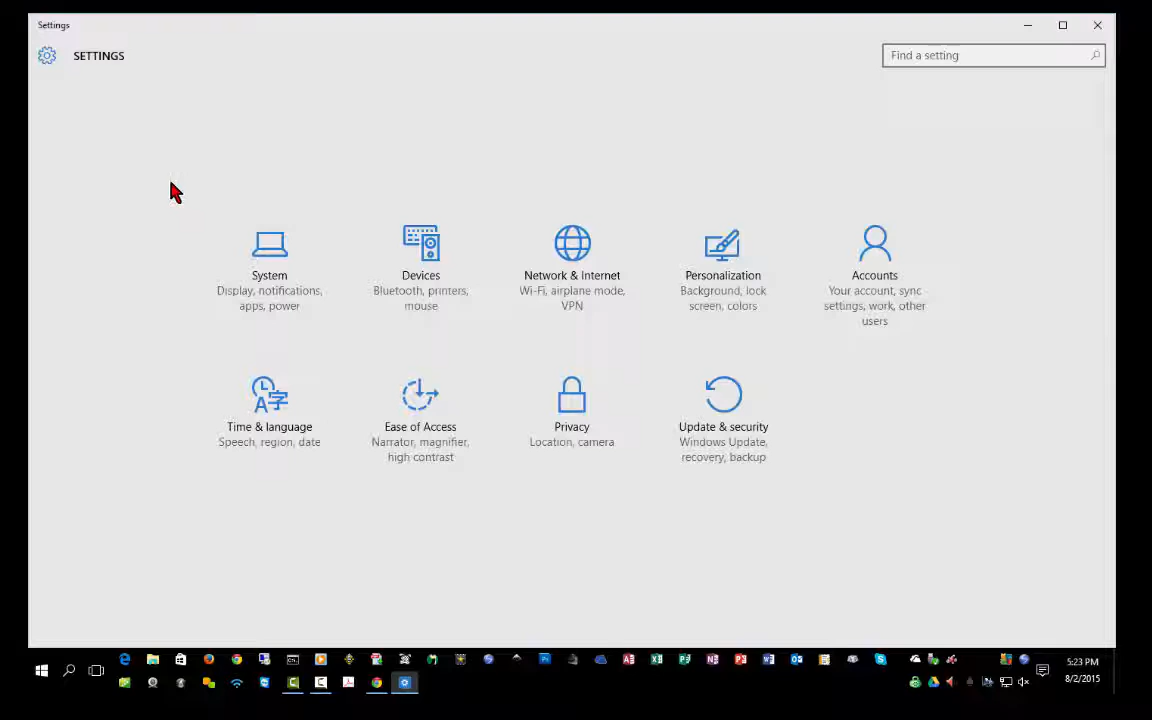 Settings
SETTINGS
Find a setting
System
Display, notifications,
apps, power
Devices
Bluetooth, printers,
mouse
Network & Internet
Wi-Fi, airplane mode,
VPN
Personalization
Background, lock
screen, colors
Accounts
Your account, sync
settings, work, other
users
Time & language
Speech, region, date
Ease of Access
Narrator, magnifier,
high contrast
Privacy
Location, camera
Update & security
Windows Update,
recovery, backup
5:23 PM
8/2/2015